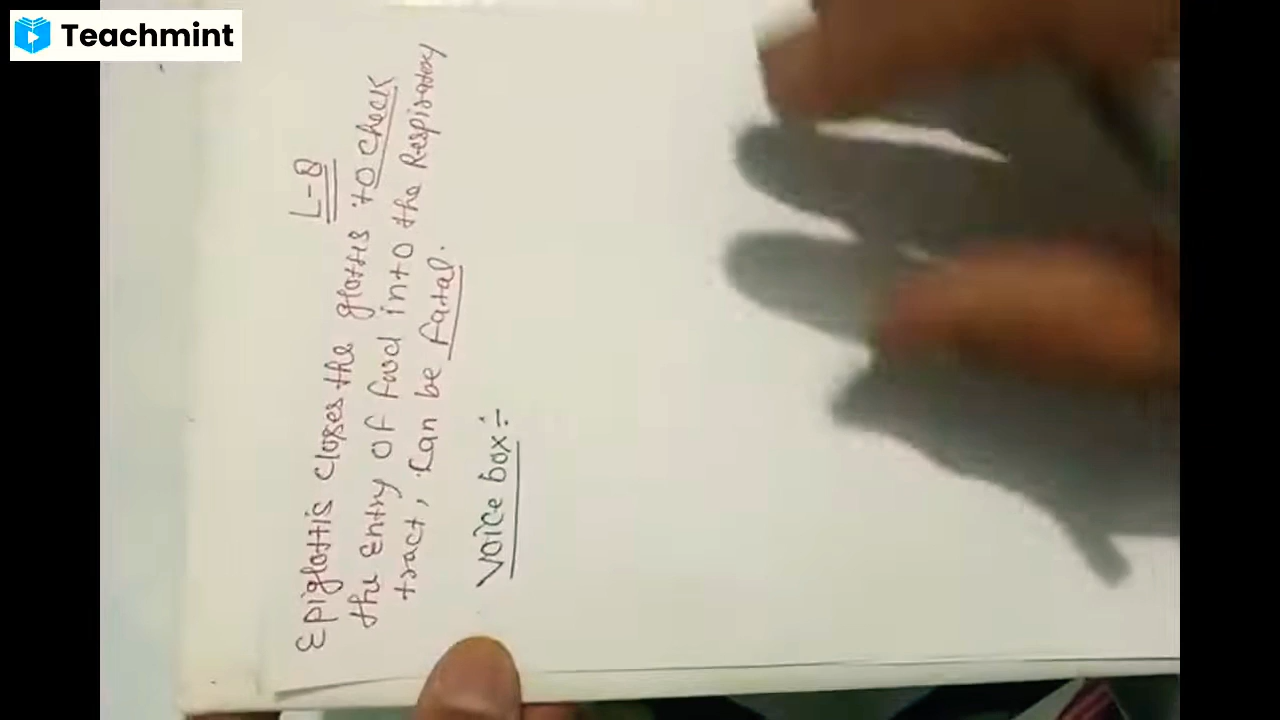 Teachmint
L-8
Epiglottis closes the glottis to check
the Entry of food into the Respiratory
tract, can be fatal.
Voice box:-